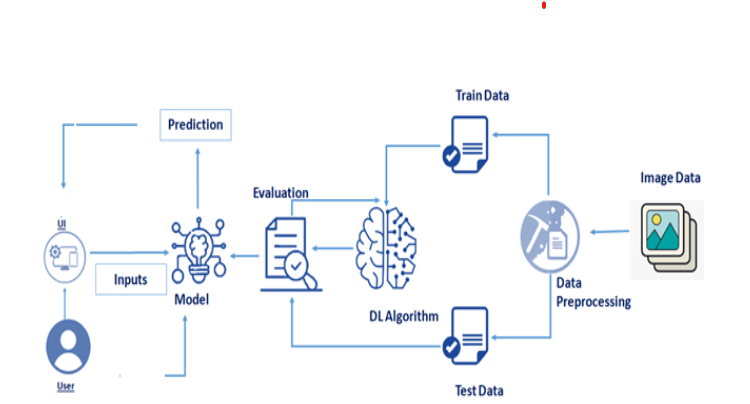 Train Data
Prediction
Image Data
Evaluation
UI
Inputs
Model
Data
Preprocessing
DL Algorithm
User
Test Data